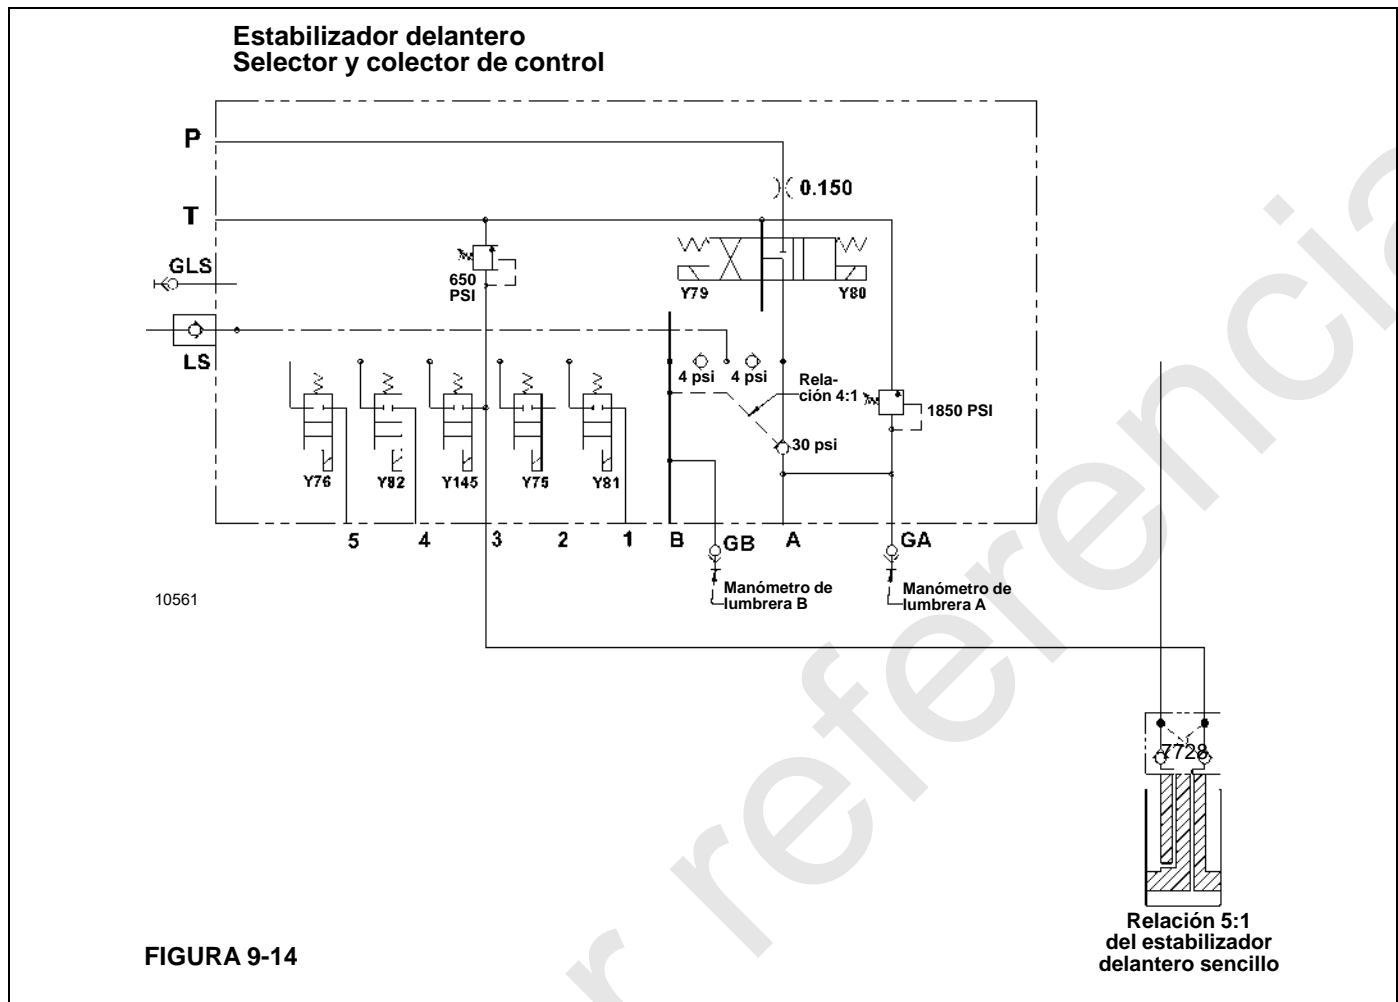 Estabilizador delantero
Selector y colector de control
P
0.150
T
GLS
650
PSI
Y79
Y80
LS
4 psi
4 psi
Rela-
ción 4:1
1850 PSI
30 psi
Y76
Y82
Y145
Y75
Y81
5
4
3
2
1
B
GB
A
GA
Manómetro de
lumbrera B
Manómetro de
lumbrera A
10561
7728
Relación 5:1
del estabilizador
delantero sencillo
FIGURA 9-14
r referencia